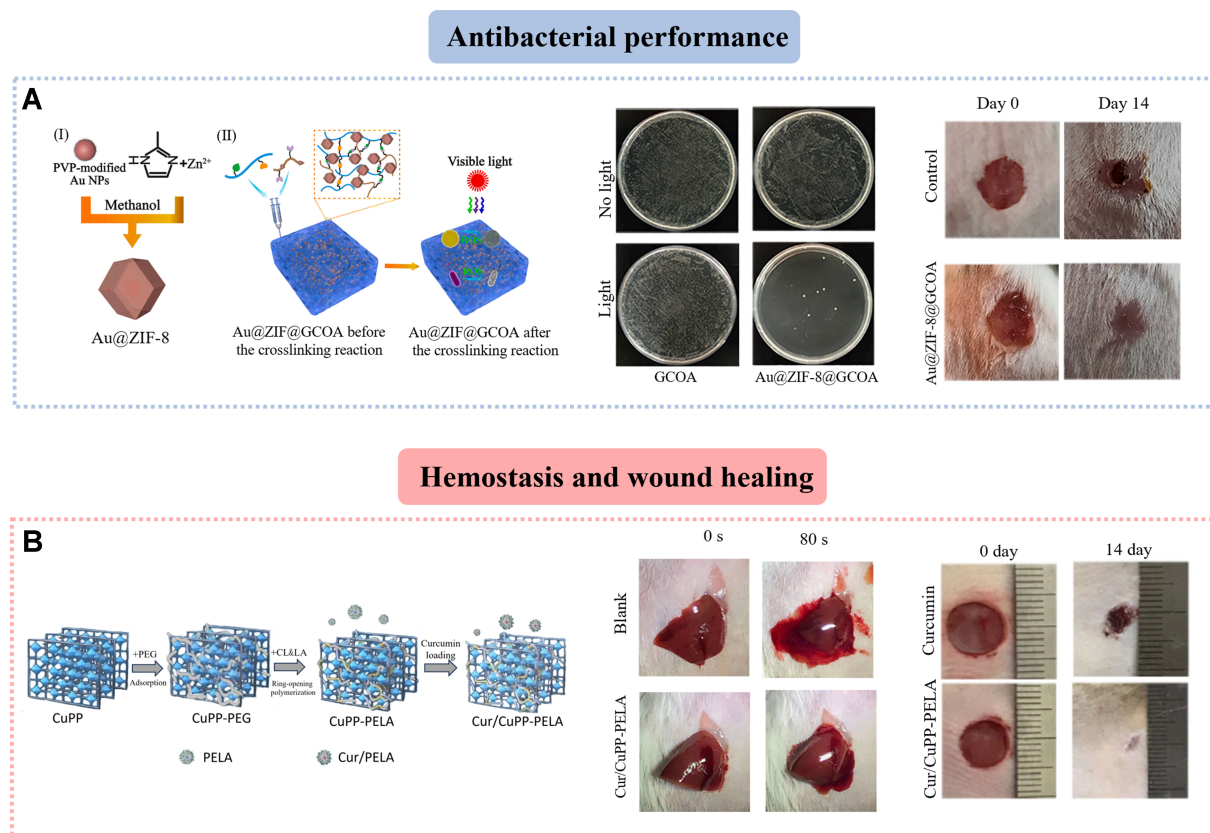 Antibacterial performance
A
(I)
PVP-modified
Au NPs
+Zn²⁺
Methanol
Au@ZIF-8
(II)
Visible light
ROS
ROS
Au@ZIF@GCOA before
the crosslinking reaction
Au@ZIF@GCOA after
the crosslinking reaction
No light
Light
GCOA
Au@ZIF-8@GCOA
Day 0
Day 14
Control
Au@ZIF-8@GCOA
Hemostasis and wound healing
B
CuPP
+PEG
Adsorption
CuPP-PEG
+CL&LA
Ring-opening
polymerization
CuPP-PELA
Curcumin
loading
Cur/CuPP-PELA
PELA
Cur/PELA
0 s
80 s
Blank
Cur/CuPP-PELA
0 day
14 day
Curcumin
Cur/CuPP-PELA